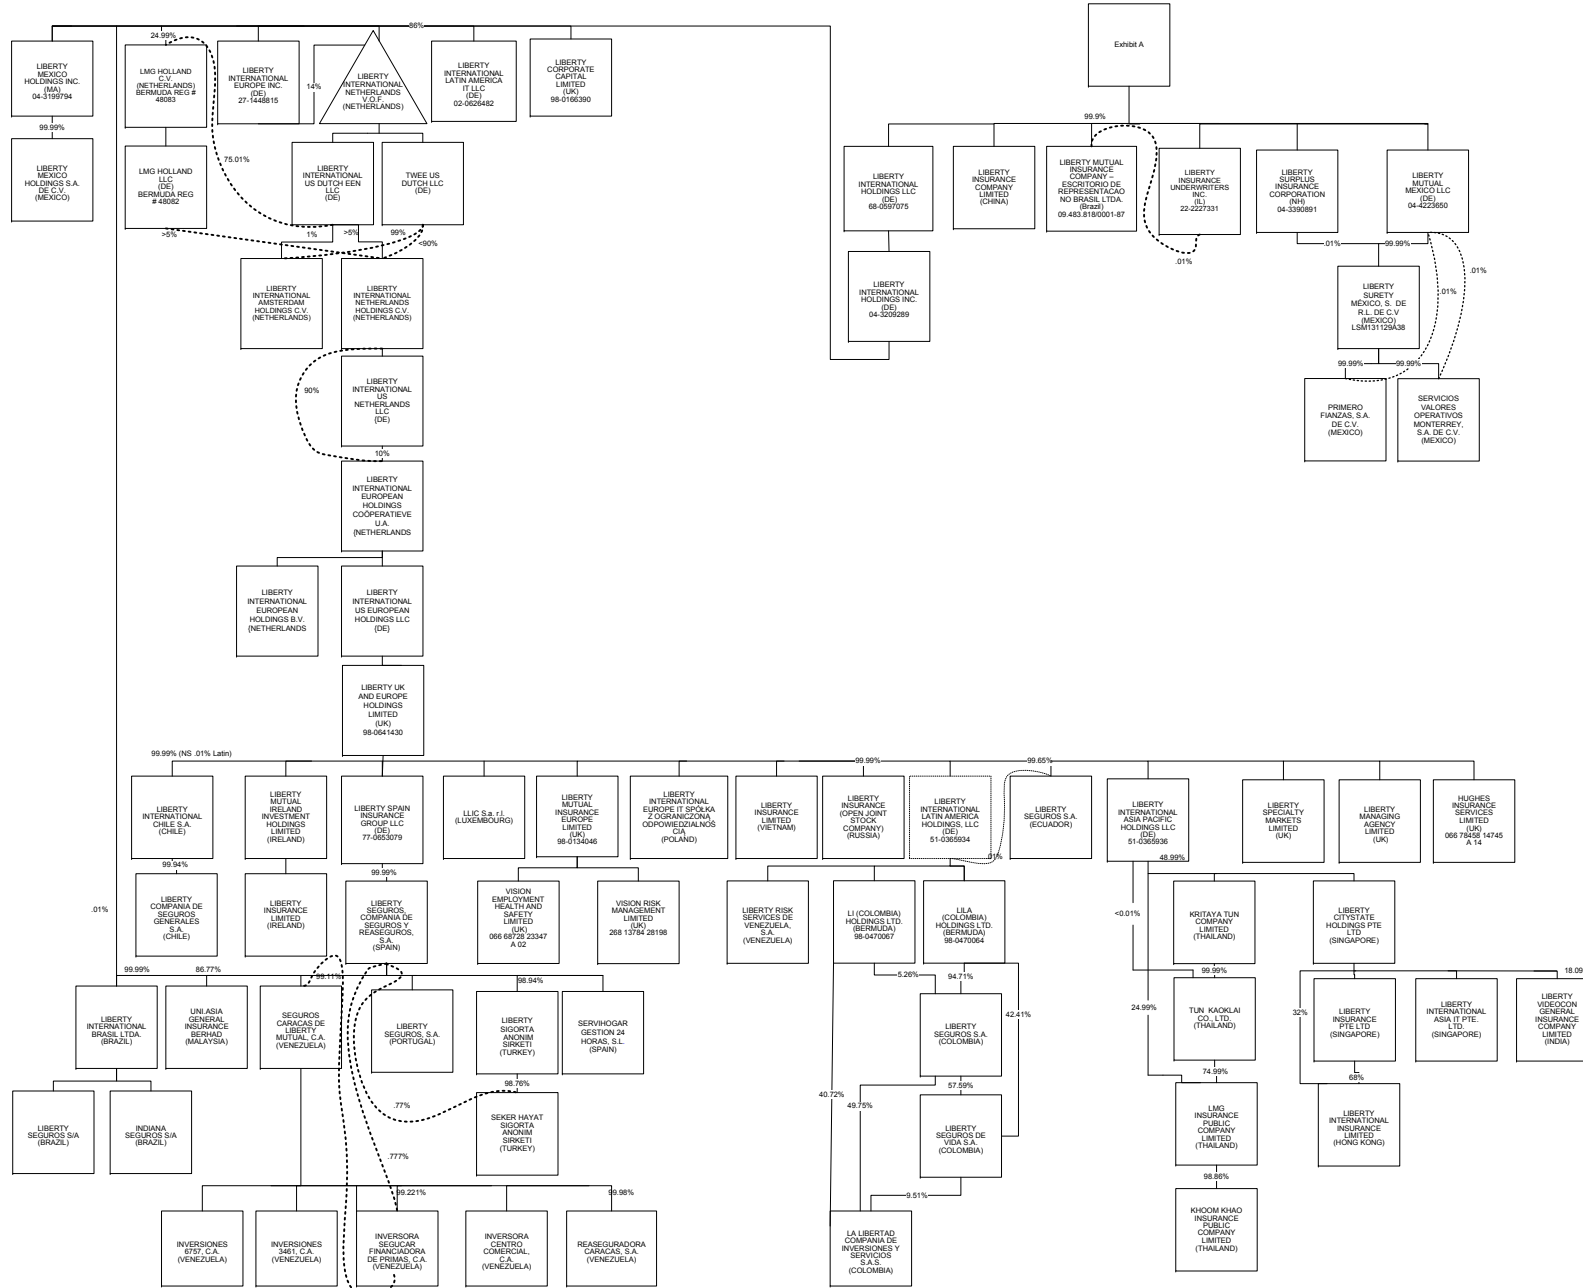 86%
24.99%
Exhibit A
LIBERTY
MEXICO
HOLDINGS INC.
(MA)
04-3199794
LMG HOLLAND
C.V.
(NETHERLANDS)
BERMUDA REG #
48083
LIBERTY
INTERNATIONAL
EUROPE INC.
(DE)
27-1448815
14%
LIBERTY
INTERNATIONAL
NETHERLANDS
V.O.F.
(NETHERLANDS)
LIBERTY
INTERNATIONAL
LATIN AMERICA
IT LLC
(DE)
02-0626482
LIBERTY
CORPORATE
CAPITAL
LIMITED
(UK)
98-0166390
99.99%
99.9%
LIBERTY
MEXICO
HOLDINGS S.A.
DE C.V.
(MEXICO)
LMG HOLLAND
LLC
(DE)
BERMUDA REG
# 48082
75.01%
LIBERTY
INTERNATIONAL
US DUTCH EEN
LLC
(DE)
TWEE US
DUTCH LLC
(DE)
LIBERTY
INTERNATIONAL
HOLDINGS LLC
(DE)
68-0597075
LIBERTY
INSURANCE
COMPANY
LIMITED
(CHINA)
LIBERTY MUTUAL
INSURANCE
COMPANY –
ESCRITORIO DE
REPRESENTACAO
NO BRASIL LTDA.
(Brazil)
09.483.818/0001-87
LIBERTY
INSURANCE
UNDERWRITERS
INC.
(IL)
22-2227331
LIBERTY
SURPLUS
INSURANCE
CORPORATION
(NH)
04-3390891
LIBERTY
MUTUAL
MEXICO LLC
(DE)
04-4223650
>5%
1%
>5%
99%
<90%
.01%
.01%
99.99%
.01%
.01%
LIBERTY
INTERNATIONAL
AMSTERDAM
HOLDINGS C.V.
(NETHERLANDS)
LIBERTY
INTERNATIONAL
NETHERLANDS
HOLDINGS C.V.
(NETHERLANDS)
LIBERTY
INTERNATIONAL
HOLDINGS INC.
(DE)
04-3209289
LIBERTY
SURETY
MÉXICO, S. DE
R.L. DE C.V
(MEXICO)
LSM131129A38
99.99%
99.99%
90%
LIBERTY
INTERNATIONAL
US
NETHERLANDS
LLC
(DE)
PRIMERO
FIANZAS, S.A.
DE C.V.
(MEXICO)
SERVICIOS
VALORES
OPERATIVOS
MONTERREY,
S.A. DE C.V.
(MEXICO)
10%
LIBERTY
INTERNATIONAL
EUROPEAN
HOLDINGS
COÖPERATIEVE
U.A.
(NETHERLANDS
LIBERTY
INTERNATIONAL
EUROPEAN
HOLDINGS B.V.
(NETHERLANDS
LIBERTY
INTERNATIONAL
US EUROPEAN
HOLDINGS LLC
(DE)
LIBERTY UK
AND EUROPE
HOLDINGS
LIMITED
(UK)
98-0641430
99.99% (NS .01% Latin)
99.99%
99.65%
LIBERTY
INTERNATIONAL
CHILE S.A.
(CHILE)
LIBERTY
MUTUAL
IRELAND
INVESTMENT
HOLDINGS
LIMITED
(IRELAND)
LIBERTY SPAIN
INSURANCE
GROUP LLC
(DE)
77-0653079
LLIC S.a. r.l.
(LUXEMBOURG)
LIBERTY
MUTUAL
INSURANCE
EUROPE
LIMITED
(UK)
98-0134046
LIBERTY
INTERNATIONAL
EUROPE IT SPÓŁKA
Z OGRANICZONĄ
ODPOWIEDZIALNOŚ
CIĄ
(POLAND)
LIBERTY
INSURANCE
LIMITED
(VIETNAM)
LIBERTY
INSURANCE
(OPEN JOINT
STOCK
COMPANY)
(RUSSIA)
LIBERTY
INTERNATIONAL
LATIN AMERICA
HOLDINGS, LLC
(DE)
51-0365934
LIBERTY
SEGUROS S.A.
(ECUADOR)
LIBERTY
INTERNATIONAL
ASIA PACIFIC
HOLDINGS LLC
(DE)
51-0365936
LIBERTY
SPECIALTY
MARKETS
LIMITED
(UK)
LIBERTY
MANAGING
AGENCY
LIMITED
(UK)
HUGHES
INSURANCE
SERVICES
LIMITED
(UK)
066 78458 14745
A 14
99.94%
99.99%
.01%
48.99%
LIBERTY
COMPANIA DE
SEGUROS
GENERALES
S.A.
(CHILE)
LIBERTY
INSURANCE
LIMITED
(IRELAND)
LIBERTY
SEGUROS,
COMPANIA DE
SEGUROS Y
REASEGUROS,
S.A.
(SPAIN)
VISION
EMPLOYMENT
HEALTH AND
SAFETY
LIMITED
(UK)
066 68728 23347
A 02
VISION RISK
MANAGEMENT
LIMITED
(UK)
268 13784 28198
LIBERTY RISK
SERVICES DE
VENEZUELA,
S.A.
(VENEZUELA)
LI (COLOMBIA)
HOLDINGS LTD.
(BERMUDA)
98-0470067
LILA
(COLOMBIA)
HOLDINGS LTD.
(BERMUDA)
98-0470064
<0.01%
KRITAYA TUN
COMPANY
LIMITED
(THAILAND)
LIBERTY
CITYSTATE
HOLDINGS PTE
LTD
(SINGAPORE)
.01%
99.99%
86.77%
99.11%
98.94%
5.26%
94.71%
99.99%
18.09
LIBERTY
INTERNATIONAL
BRASIL LTDA.
(BRAZIL)
UNI.ASIA
GENERAL
INSURANCE
BERHAD
(MALAYSIA)
SEGUROS
CARACAS DE
LIBERTY
MUTUAL, C.A.
(VENEZUELA)
LIBERTY
SEGUROS, S.A.
(PORTUGAL)
LIBERTY
SIGORTA
ANONIM
SIRKETI
(TURKEY)
SERVIHOGAR
GESTION 24
HORAS, S.L.
(SPAIN)
LIBERTY
SEGUROS S.A.
(COLOMBIA)
42.41%
24.99%
TUN KAOKLAI
CO., LTD.
(THAILAND)
32%
LIBERTY
INSURANCE
PTE LTD
(SINGAPORE)
LIBERTY
INTERNATIONAL
ASIA IT PTE.
LTD.
(SINGAPORE)
LIBERTY
VIDEOCON
GENERAL
INSURANCE
COMPANY
LIMITED
(INDIA)
98.76%
57.59%
74.99%
68%
LIBERTY
SEGUROS S/A
(BRAZIL)
INDIANA
SEGUROS S/A
(BRAZIL)
.77%
SEKER HAYAT
SIGORTA
ANONIM
SIRKETI
(TURKEY)
40.72%
49.75%
LIBERTY
SEGUROS DE
VIDA S.A.
(COLOMBIA)
LMG
INSURANCE
PUBLIC
COMPANY
LIMITED
(THAILAND)
LIBERTY
INTERNATIONAL
INSURANCE
LIMITED
(HONG KONG)
.777%
99.221%
99.98%
9.51%
98.86%
INVERSIONES
6757, C.A.
(VENEZUELA)
INVERSIONES
3461, C.A.
(VENEZUELA)
INVERSORA
SEGUCAR
FINANCIADORA
DE PRIMAS, C.A.
(VENEZUELA)
INVERSORA
CENTRO
COMERCIAL,
C.A.
(VENEZUELA)
REASEGURADORA
CARACAS, S.A.
(VENEZUELA)
LA LIBERTAD
COMPANIA DE
INVERSIONES Y
SERVICIOS
S.A.S.
(COLOMBIA)
KHOOM KHAO
INSURANCE
PUBLIC
COMPANY
LIMITED
(THAILAND)